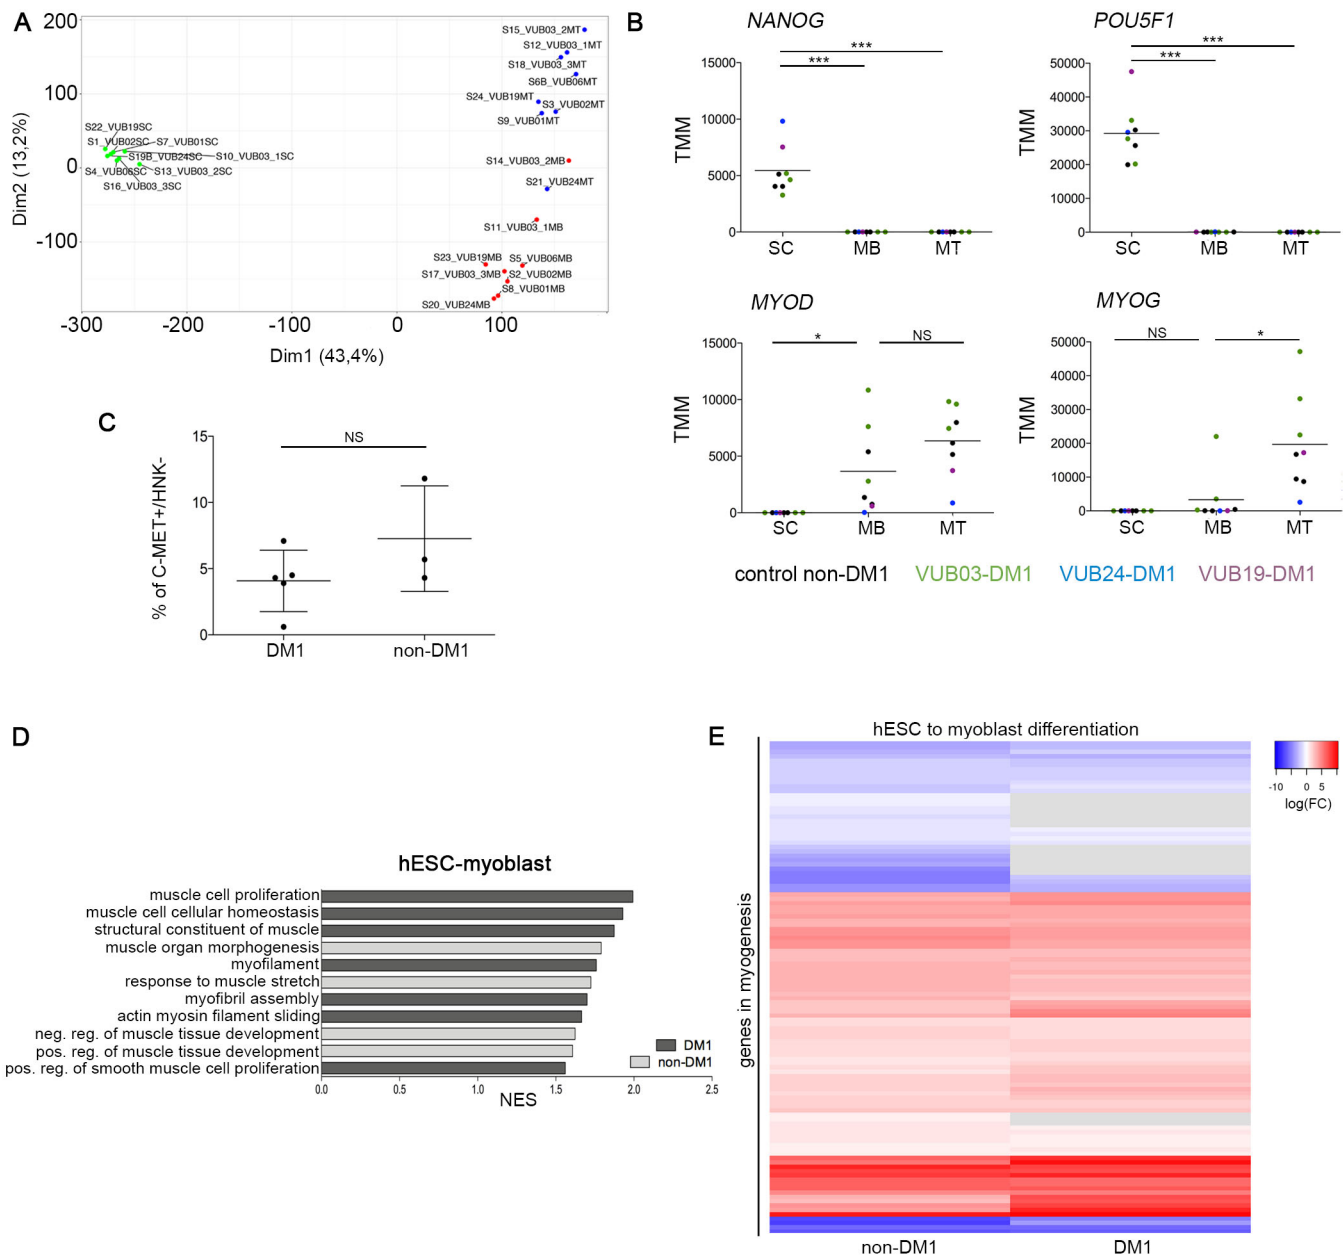 A
200
100
0
-100
-300
-200
-100
0
100
Dim2 (13,2%)
Dim1 (43,4%)
S15_VUB03_2MT
S12_VUB03_1MT
S18_VUB03_3MT
S6B_VUB06MT
S24_VUB19MT
S3_VUB02MT
S9_VUB01MT
S14_VUB03_2MB
S21_VUB24MT
S11_VUB03_1MB
S23_VUB19MB
S5_VUB06MB
S17_VUB03_3MB
S2_VUB02MB
S8_VUB01MB
S20_VUB24MB
S22_VUB19SC
S1_VUB02SC
S7_VUB01SC
S19B_VUB24SC
S10_VUB03_1SC
S4_VUB06SC
S13_VUB03_2SC
S16_VUB03_3SC
B
NANOG
***
***
15000
10000
5000
0
TMM
SC MB MT
POU5F1
***
***
50000
40000
30000
20000
10000
0
TMM
SC MB MT
MYOD
* NS
15000
10000
5000
0
TMM
SC MB MT
MYOG
NS *
50000
40000
30000
20000
10000
0
TMM
SC MB MT
control non-DM1 VUB03-DM1 VUB24-DM1 VUB19-DM1
C
NS
15
10
5
0
% of C-MET+/HNK-
DM1 non-DM1
D
hESC-myoblast
muscle cell proliferation
muscle cell cellular homeostasis
structural constituent of muscle
muscle organ morphogenesis
myofilament
response to muscle stretch
myofibril assembly
actin myosin filament sliding
neg. reg. of muscle tissue development
pos. reg. of muscle tissue development
pos. reg. of smooth muscle cell proliferation
DM1
non-DM1
0.0 0.5 1.0 1.5 2.0 2.5
NES
E
hESC to myoblast differentiation
genes in myogenesis
non-DM1 DM1
-10 0 5
log(FC)